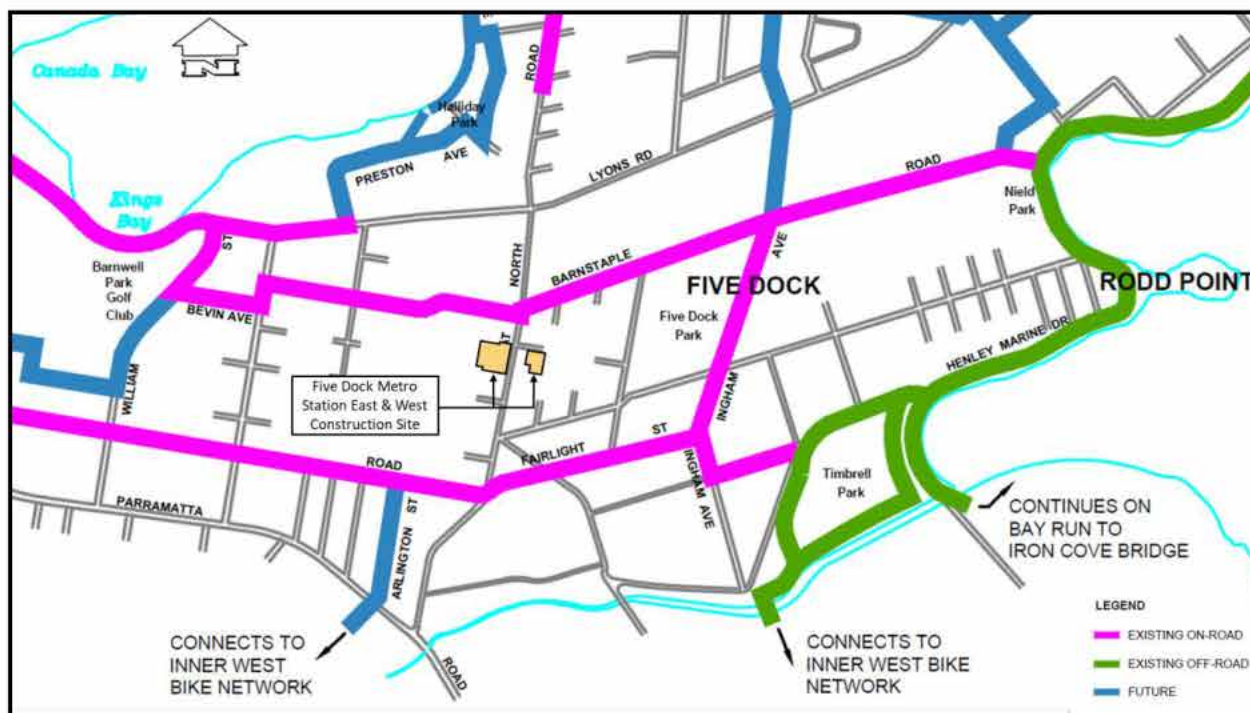 N
Canada Bay
ROAD
Halliday
Park
PRESTON AVE
LYONS RD
Kings
Bay
ROAD
Nield
Park
ST
Barnwell
Park
Golf
Club
BEVIN AVE
NORTH
BARNSTAPLE
AVE
FIVE DOCK
RODD POINT
Five Dock
Park
ST
HENLEY MARINE DR
WILLIAM
Five Dock Metro
Station East & West
Construction Site
INGHAM
ROAD
FAIRLIGHT ST
PARRAMATTA
INGHAM AVE
Timbrell
Park
ARLINGTON ST
CONTINUES ON
BAY RUN TO
IRON COVE BRIDGE
ROAD
CONNECTS TO
INNER WEST
BIKE NETWORK
CONNECTS TO
INNER WEST BIKE
NETWORK
LEGEND
EXISTING ON-ROAD
EXISTING OFF-ROAD
FUTURE